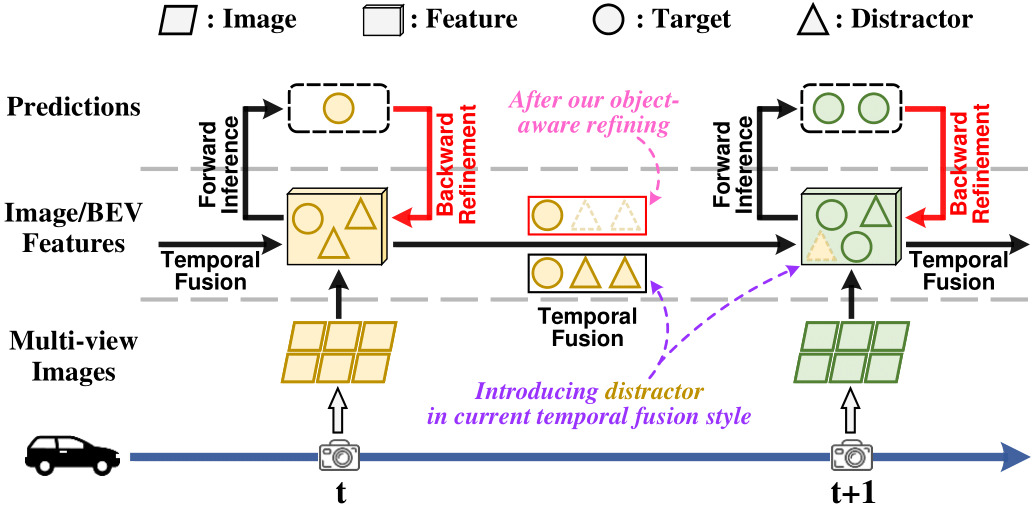 : Image : Feature : Target : Distractor
Predictions
Forward
Inference
Backward
Refinement
After our object-
aware refining
Forward
Inference
Backward
Refinement
Image/BEV
Features
Temporal
Fusion
Temporal
Fusion
Temporal
Fusion
Multi-view
Images
Introducing distractor
in current temporal fusion style
t
t+1